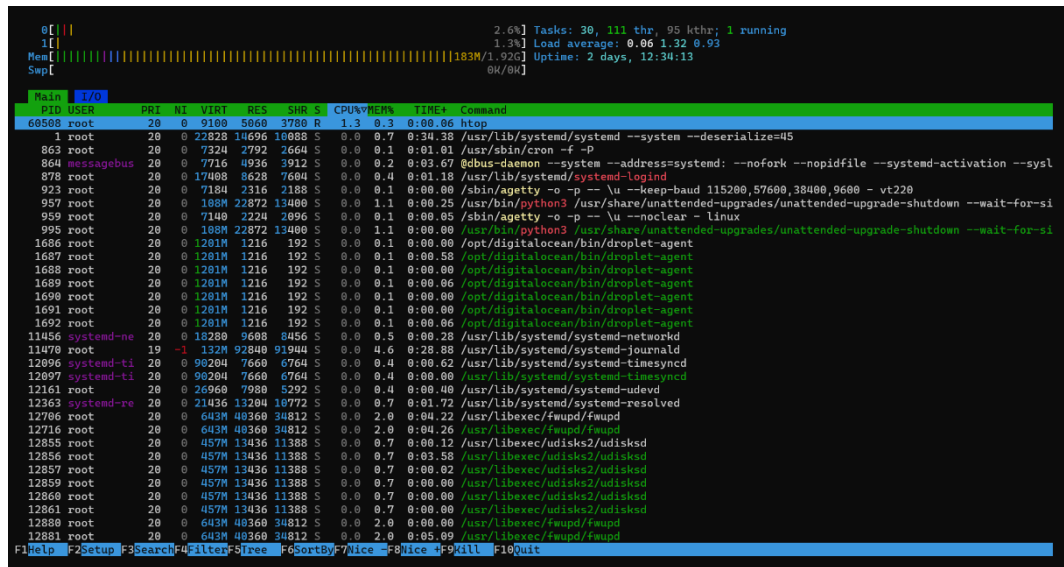 0[||| 2.6%] Tasks: 30, 111 thr, 95 kthr; 1 running
1[| 1.3%] Load average: 0.06 1.32 0.93
Mem[||||||||||||||||||||||||||||||||||||||||||||||||||||||||183M/1.92G] Uptime: 2 days, 12:34:13
Swp[ 0K/0K]
Main I/O
PID USER PRI NI VIRT RES SHR S CPU%▽MEM% TIME+ Command
60508 root 20 0 9100 5060 3780 R 1.3 0.3 0:00.06 htop
1 root 20 0 22828 14696 10088 S 0.0 0.7 0:34.38 /usr/lib/systemd/systemd --system --deserialize=45
863 root 20 0 7324 2792 2664 S 0.0 0.1 0:01.01 /usr/sbin/cron -f -P
864 messagebus 20 0 7716 4936 3912 S 0.0 0.2 0:03.67 @dbus-daemon --system --address=systemd: --nofork --nopidfile --systemd-activation --sysl
878 root 20 0 17408 8628 7604 S 0.0 0.4 0:01.18 /usr/lib/systemd/systemd-logind
923 root 20 0 7184 2316 2188 S 0.0 0.1 0:00.00 /sbin/agetty -o -p -- \u --keep-baud 115200,57600,38400,9600 - vt220
957 root 20 0 108M 22872 13400 S 0.0 1.1 0:00.25 /usr/bin/python3 /usr/share/unattended-upgrades/unattended-upgrade-shutdown --wait-for-si
959 root 20 0 7140 2224 2096 S 0.0 0.1 0:00.05 /sbin/agetty -o -p -- \u --noclear - linux
995 root 20 0 108M 22872 13400 S 0.0 1.1 0:00.00 /usr/bin/python3 /usr/share/unattended-upgrades/unattended-upgrade-shutdown --wait-for-si
1686 root 20 0 1201M 1216 192 S 0.0 0.1 0:00.00 /opt/digitalocean/bin/droplet-agent
1687 root 20 0 1201M 1216 192 S 0.0 0.1 0:00.58 /opt/digitalocean/bin/droplet-agent
1688 root 20 0 1201M 1216 192 S 0.0 0.1 0:00.00 /opt/digitalocean/bin/droplet-agent
1689 root 20 0 1201M 1216 192 S 0.0 0.1 0:00.06 /opt/digitalocean/bin/droplet-agent
1690 root 20 0 1201M 1216 192 S 0.0 0.1 0:00.00 /opt/digitalocean/bin/droplet-agent
1691 root 20 0 1201M 1216 192 S 0.0 0.1 0:00.00 /opt/digitalocean/bin/droplet-agent
1692 root 20 0 1201M 1216 192 S 0.0 0.1 0:00.06 /opt/digitalocean/bin/droplet-agent
11456 systemd-ne 20 0 18280 9608 8456 S 0.0 0.5 0:00.28 /usr/lib/systemd/systemd-networkd
11470 root 19 -1 132M 92840 91944 S 0.0 4.6 0:28.88 /usr/lib/systemd/systemd-journald
12096 systemd-ti 20 0 90204 7660 6764 S 0.0 0.4 0:00.62 /usr/lib/systemd/systemd-timesyncd
12097 systemd-ti 20 0 90204 7660 6764 S 0.0 0.4 0:00.00 /usr/lib/systemd/systemd-timesyncd
12161 root 20 0 26960 7980 5292 S 0.0 0.4 0:00.40 /usr/lib/systemd/systemd-udevd
12363 systemd-re 20 0 21436 13204 10772 S 0.0 0.7 0:01.72 /usr/lib/systemd/systemd-resolved
12706 root 20 0 643M 40360 34812 S 0.0 2.0 0:04.22 /usr/libexec/fwupd/fwupd
12716 root 20 0 643M 40360 34812 S 0.0 2.0 0:04.26 /usr/libexec/fwupd/fwupd
12855 root 20 0 457M 13436 11388 S 0.0 0.7 0:00.12 /usr/libexec/udisks2/udisksd
12856 root 20 0 457M 13436 11388 S 0.0 0.7 0:03.58 /usr/libexec/udisks2/udisksd
12857 root 20 0 457M 13436 11388 S 0.0 0.7 0:00.02 /usr/libexec/udisks2/udisksd
12859 root 20 0 457M 13436 11388 S 0.0 0.7 0:00.00 /usr/libexec/udisks2/udisksd
12860 root 20 0 457M 13436 11388 S 0.0 0.7 0:00.00 /usr/libexec/udisks2/udisksd
12861 root 20 0 457M 13436 11388 S 0.0 0.7 0:00.00 /usr/libexec/udisks2/udisksd
12880 root 20 0 643M 40360 34812 S 0.0 2.0 0:00.00 /usr/libexec/fwupd/fwupd
12881 root 20 0 643M 40360 34812 S 0.0 2.0 0:05.09 /usr/libexec/fwupd/fwupd
F1Help F2Setup F3SearchF4FilterF5Tree F6SortByF7Nice -F8Nice +F9Kill F10Quit